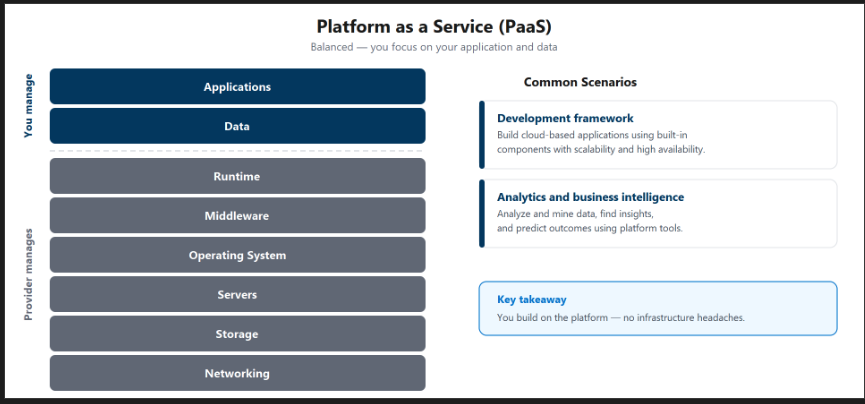 Platform as a Service (PaaS)
Balanced — you focus on your application and data
You manage
Applications
Data
Provider manages
Runtime
Middleware
Operating System
Servers
Storage
Networking
Common Scenarios
Development framework
Build cloud-based applications using built-in
components with scalability and high availability.
Analytics and business intelligence
Analyze and mine data, find insights,
and predict outcomes using platform tools.
Key takeaway
You build on the platform — no infrastructure headaches.